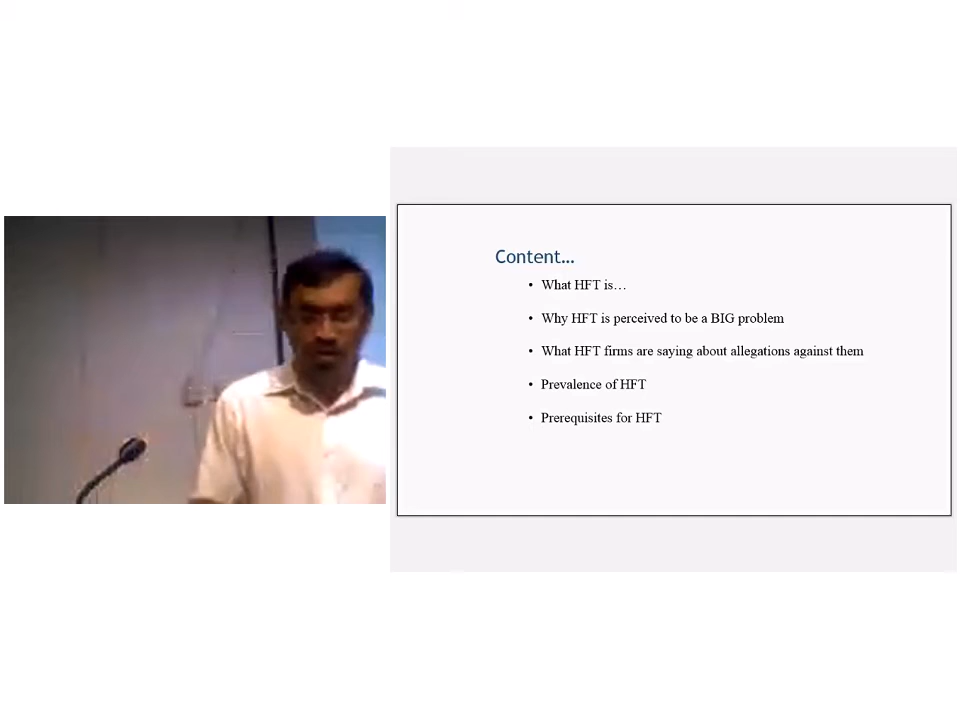 Content…
• What HFT is…
• Why HFT is perceived to be a BIG problem
• What HFT firms are saying about allegations against them
• Prevalence of HFT
• Prerequisites for HFT